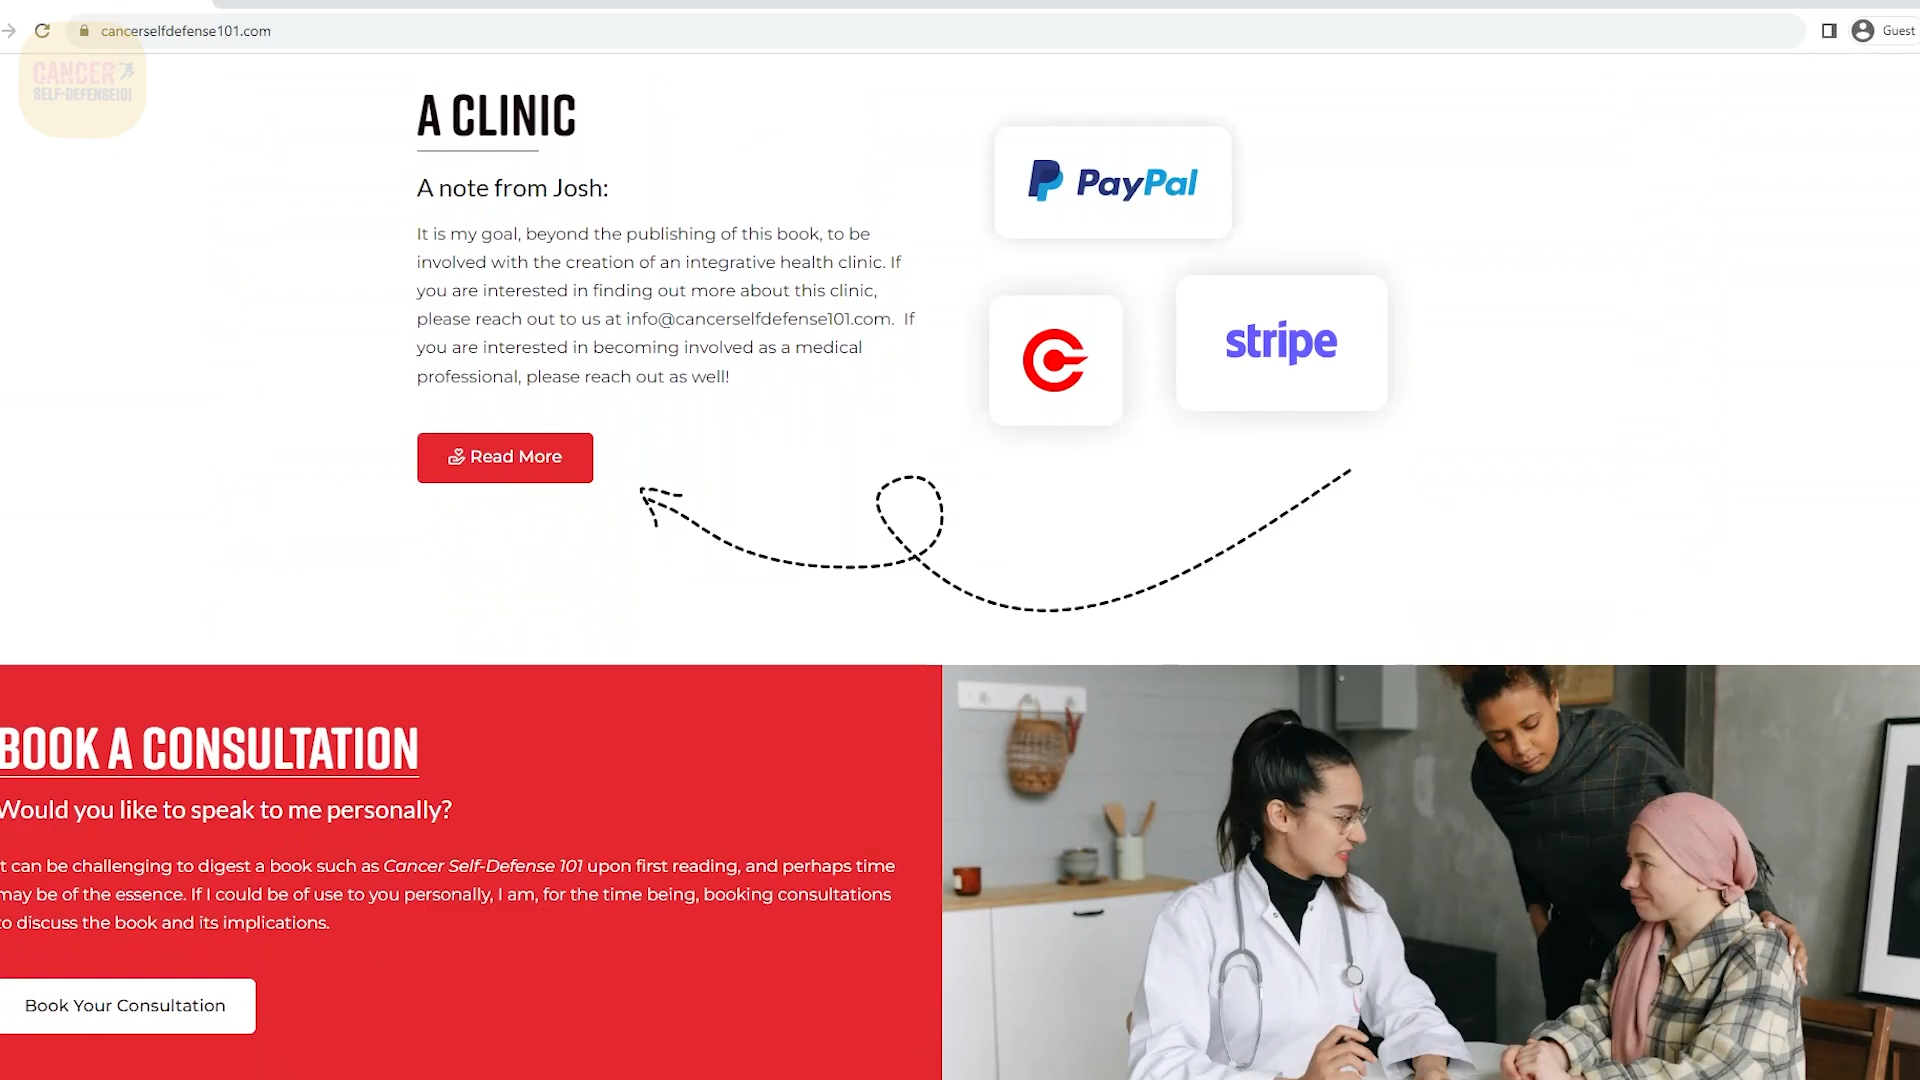 cancerselfdefense101.com
Guest
CANCER
SELF-DEFENSE101
A CLINIC
A note from Josh:
It is my goal, beyond the publishing of this book, to be
involved with the creation of an integrative health clinic. If
you are interested in finding out more about this clinic,
please reach out to us at info@cancerselfdefense101.com. If
you are interested in becoming involved as a medical
professional, please reach out as well!
Read More
PayPal
stripe
BOOK A CONSULTATION
Would you like to speak to me personally?
t can be challenging to digest a book such as Cancer Self-Defense 101 upon first reading, and perhaps time
may be of the essence. If I could be of use to you personally, I am, for the time being, booking consultations
to discuss the book and its implications.
Book Your Consultation